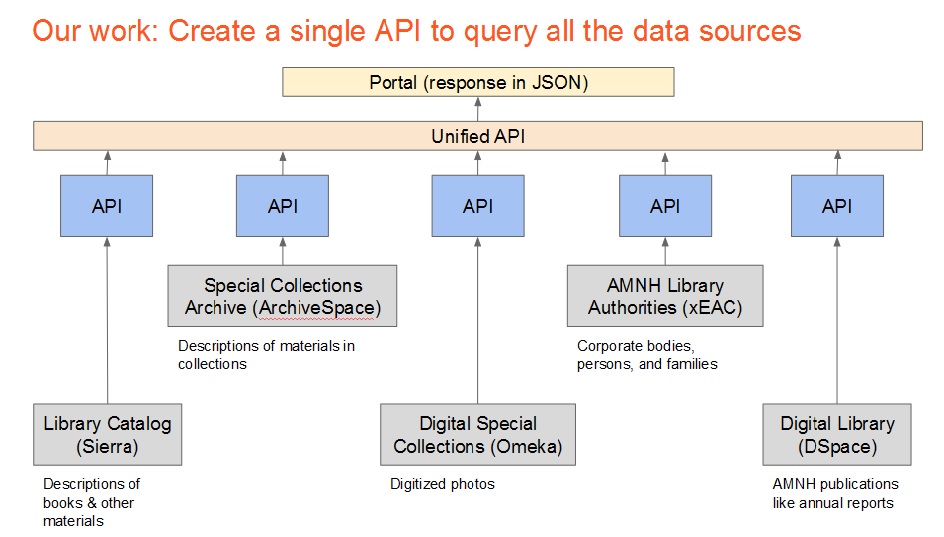 Our work: Create a single API to query all the data sources
Portal (response in JSON)
Unified API
API
API
API
API
API
Special Collections
Archive (ArchiveSpace)
Descriptions of materials in
collections
AMNH Library
Authorities (xEAC)
Corporate bodies,
persons, and families
Library Catalog
(Sierra)
Descriptions of
books & other
materials
Digital Special
Collections (Omeka)
Digitized photos
Digital Library
(DSpace)
AMNH publications
like annual reports